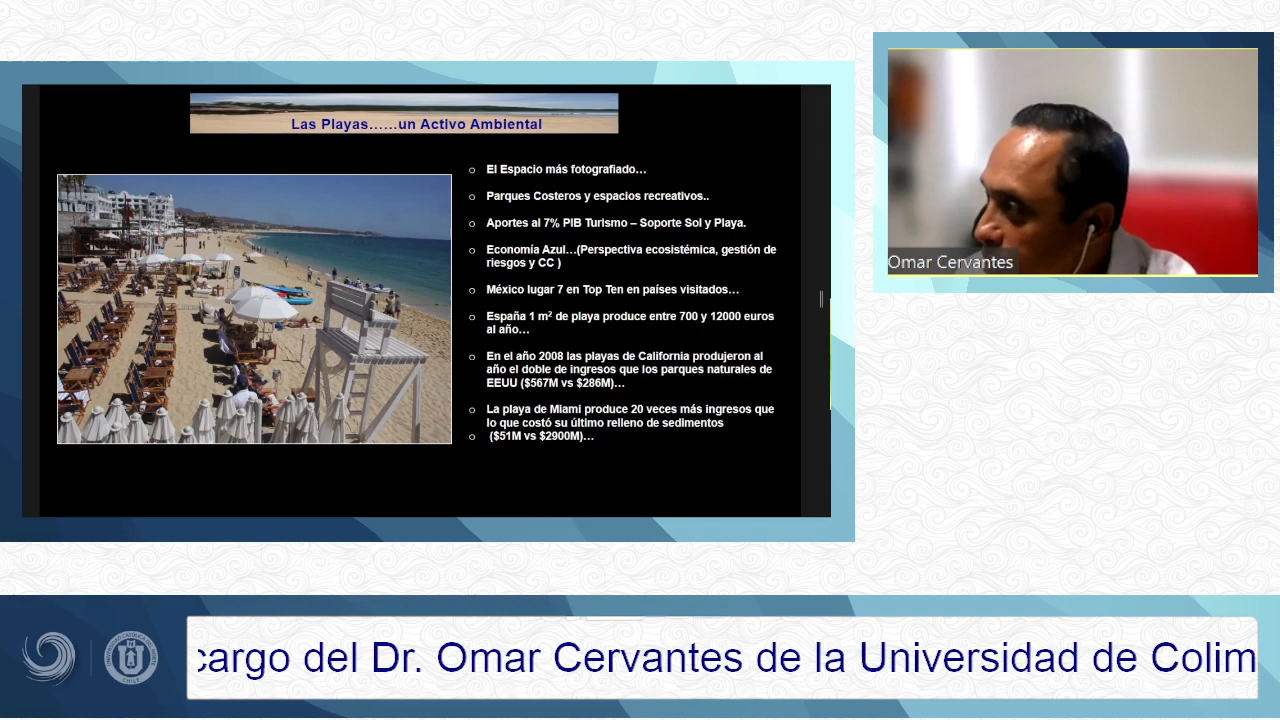 Las Playas......un Activo Ambiental
El Espacio más fotografiado…
Parques Costeros y espacios recreativos..
Aportes al 7% PIB Turismo – Soporte Sol y Playa.
Economía Azul…(Perspectiva ecosistémica, gestión de
riesgos y CC )
México lugar 7 en Top Ten en países visitados…
España 1 m² de playa produce entre 700 y 12000 euros
al año…
En el año 2008 las playas de California produjeron al
año el doble de ingresos que los parques naturales de
EEUU ($567M vs $286M)…
La playa de Miami produce 20 veces más ingresos que
lo que costó su último relleno de sedimentos
($51M vs $2900M)…
Omar Cervantes
cargo del Dr. Omar Cervantes de la Universidad de Colim